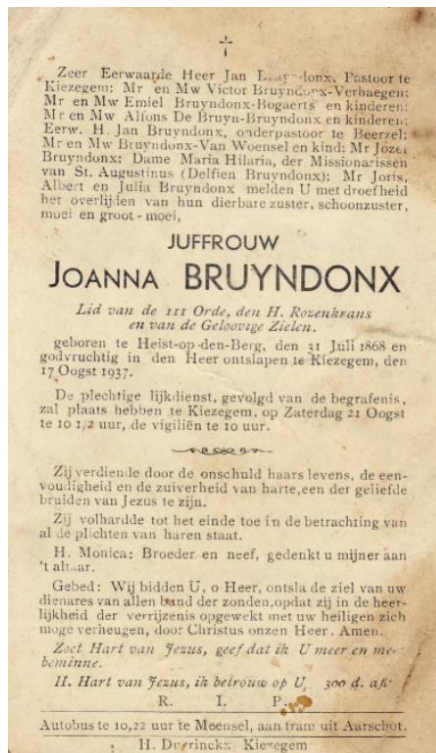 Zeer Eerwaarde Heer Jan Bruyndonx, Pastoor te
Kiezegem; Mr en Mw Victor Bruyndonx-Verhaegen;
Mr en Mw Emiel Bruyndonx-Bogaerts en kinderen;
Mr en Mw Alfons De Bruyn-Bruyndonx en kinderen;
Eerw. H. Jan Bruyndonx, onderpastoor te Beerzel;
Mr en Mw Bruyndonx-Van Woensel en kind; Mr Jozef
Bruyndonx; Dame Maria Hilaria, der Missionarissen
van St. Augustinus (Delfien Bruyndonx); Mr Joris,
Albert en Julia Bruyndonx melden U met droefheid
het overlijden van hun dierbare zuster, schoonzuster,
moei en groot-moei,
JUFFROUW
JOANNA BRUYNDONX
Lid van de III Orde, den H. Rozenkrans
en van de Geloovige Zielen.
geboren te Heist-op-den-Berg, den 31 Juli 1868 en
godvruchtig in den Heer ontslapen te Kiezegem, den
17 Oogst 1937.
De plechtige lijkdienst, gevolgd van de begrafenis,
zal plaats hebben te Kiezegem, op Zaterdag 21 Oogst
te 10 1/2 uur, de vigiliën te 10 uur.
Zij verdiende door de onschuld haars levens, de een-
voudigheid en de zuiverheid van harte,een der geliefde
bruiden van Jezus te zijn.
Zij volhardde tot het einde toe in de betrachting van
al de plichten van haren staat.
H. Monica: Broeder en neef, gedenkt u mijner aan
't altaar.
Gebed: Wij bidden U, o Heer, ontsla de ziel van uw
dienares van allen band der zonden,opdat zij in de heer-
lijkheid der verrijzenis opgewekt met uw heiligen zich
moge verheugen, door Christus onzen Heer. Amen.
Zoet Hart van Jezus, geef dat ik U meer en meer
beminne.
H. Hart van Jezus, ik betrouw op U, 300 d. afl.
R. I. P.
Autobus te 10,22 uur te Meensel, aan tram uit Aarschot.
H. Kiezegem